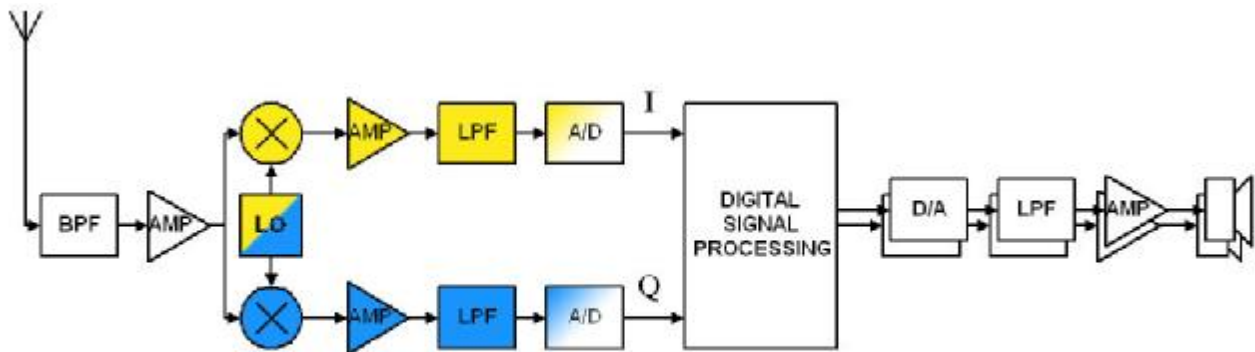 I
AMP
LPF
A/D
BPF
AMP
LO
DIGITAL
SIGNAL
PROCESSING
D/A
LPF
AMP
Q
AMP
LPF
A/D